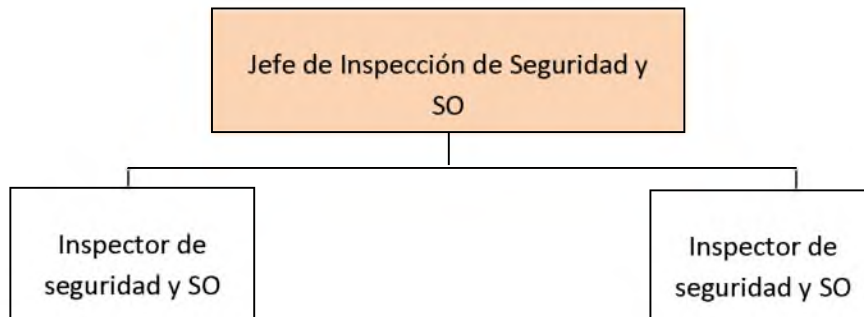 Jefe de Inspección de Seguridad y
SO
Inspector de
seguridad y SO
Inspector de
seguridad y SO